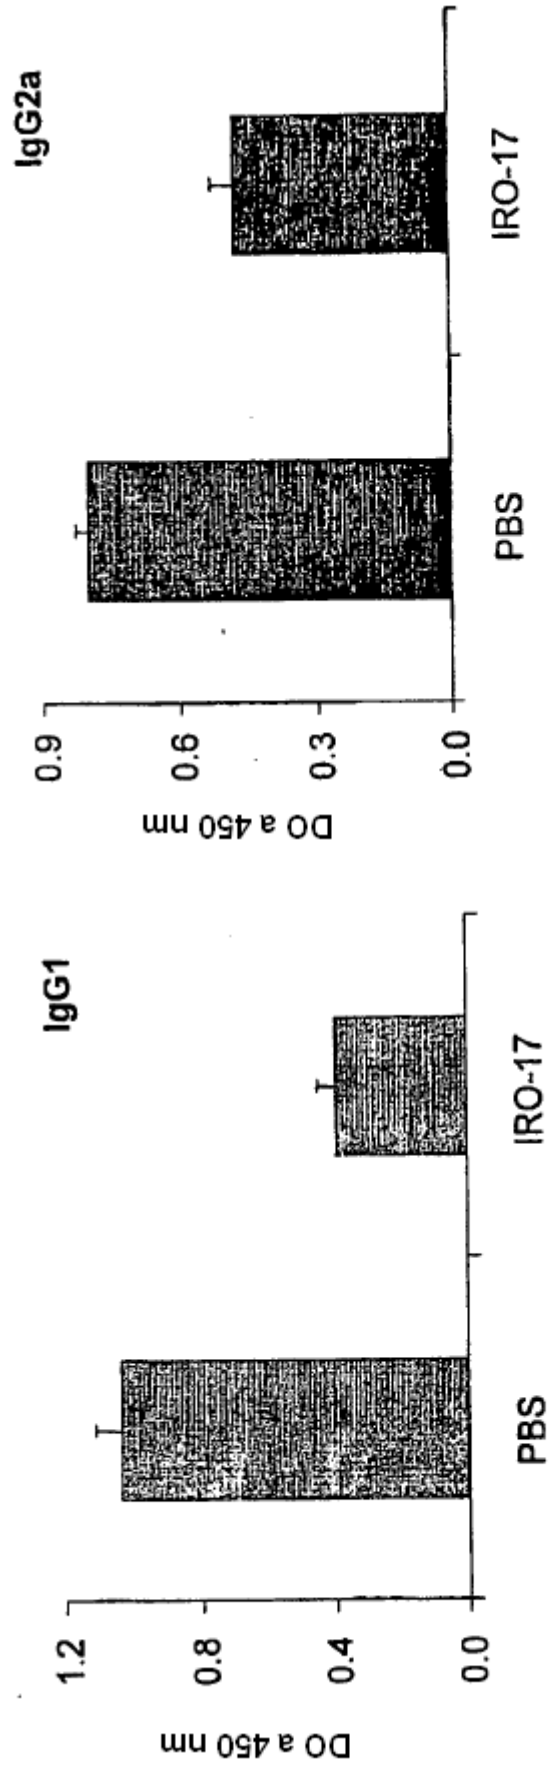 IgG1
DO a 450 nm
1.2
0.8
0.4
0.0
PBS
IRO-17
IgG2a
DO a 450 nm
0.9
0.6
0.3
0.0
PBS
IRO-17